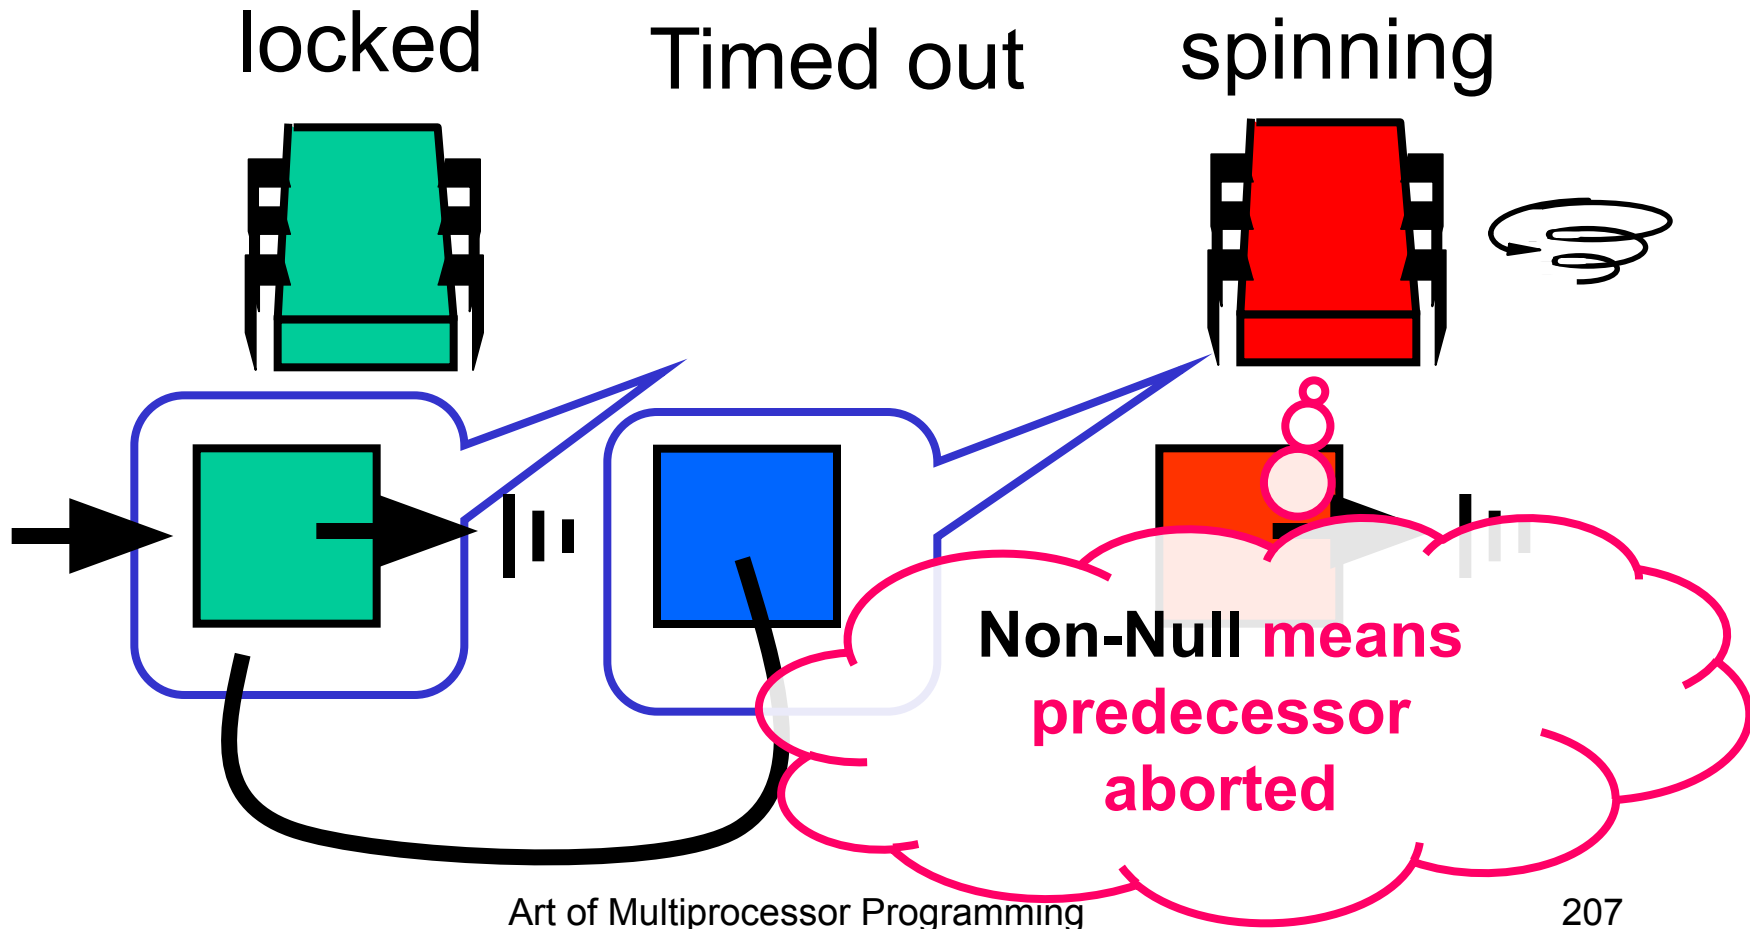 locked
Timed out
spinning
Non-Null means
predecessor
aborted
Art of Multiprocessor Programming
207